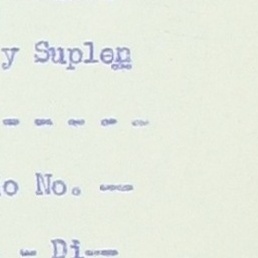 y Suplen
- - - - -
o No. --
- Di--